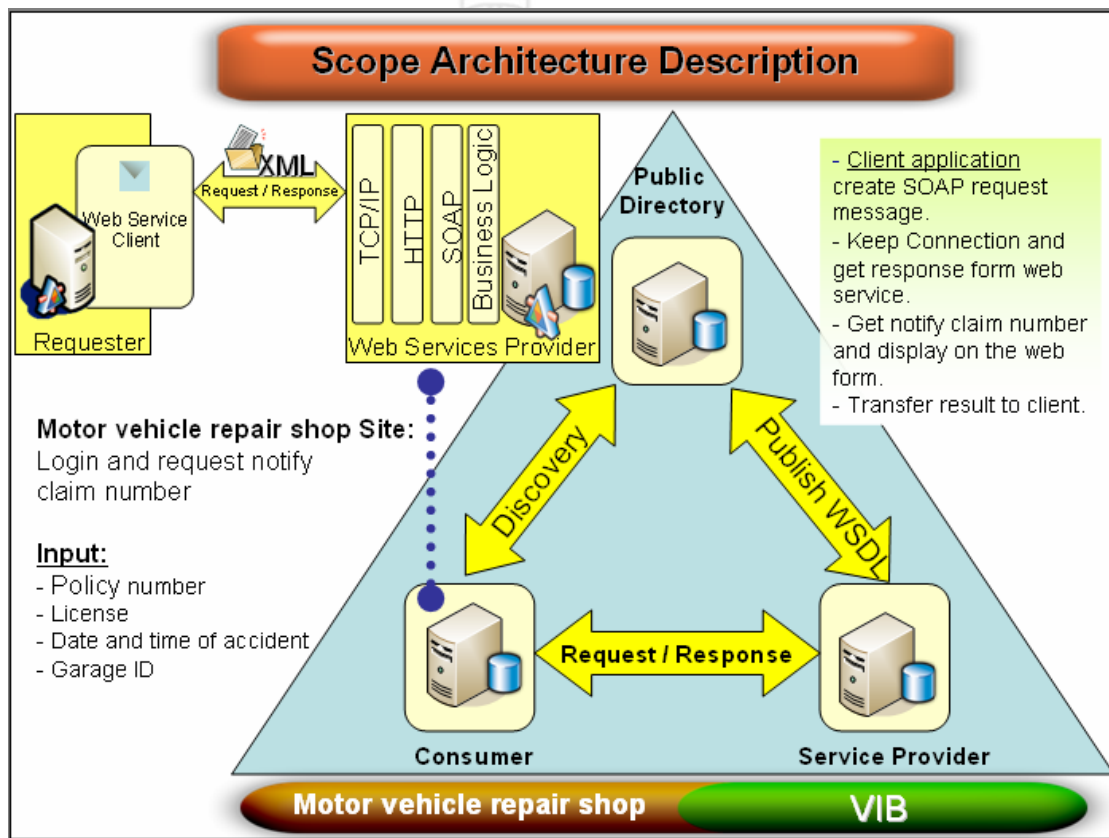 Scope Architecture Description
XML
Request / Response
Web Service
Client
Requester
TCP/IP
HTTP
SOAP
Business Logic
Web Services Provider
Public
Directory
- Client application
create SOAP request
message.
- Keep Connection and
get response form web
service.
- Get notify claim number
and display on the web
form.
- Transfer result to client.
Motor vehicle repair shop Site:
Login and request notify
claim number
Input:
- Policy number
- License
- Date and time of accident
- Garage ID
Discovery
Publish WSDL
Request / Response
Consumer
Service Provider
Motor vehicle repair shop
VIB